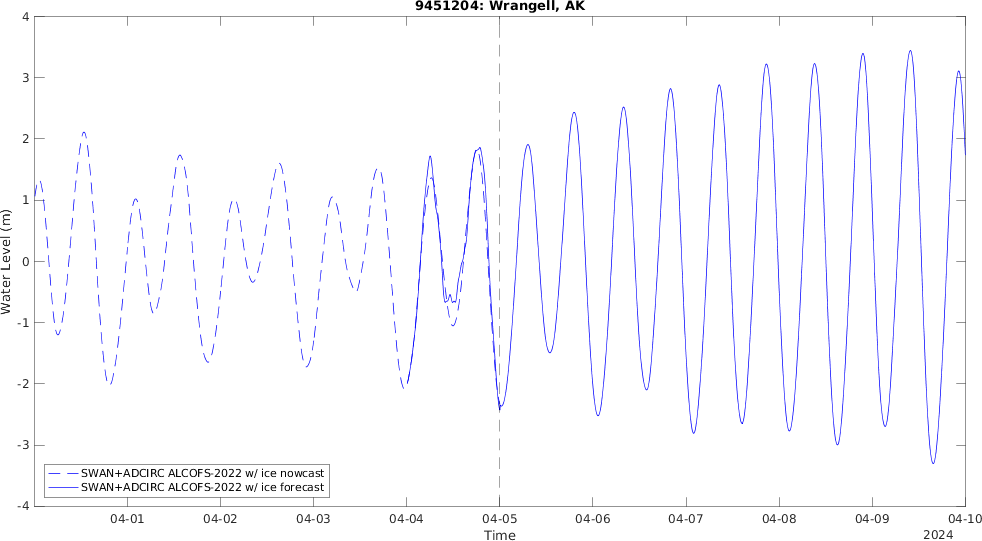 9451204: Wrangell, AK
4
3
2
1
0
-1
-2
-3
-4
Water Level (m)
SWAN+ADCIRC ALCOFS-2022 w/ ice nowcast
SWAN+ADCIRC ALCOFS-2022 w/ ice forecast
04-01 04-02 04-03 04-04 04-05 04-06 04-07 04-08 04-09 04-10
Time
2024